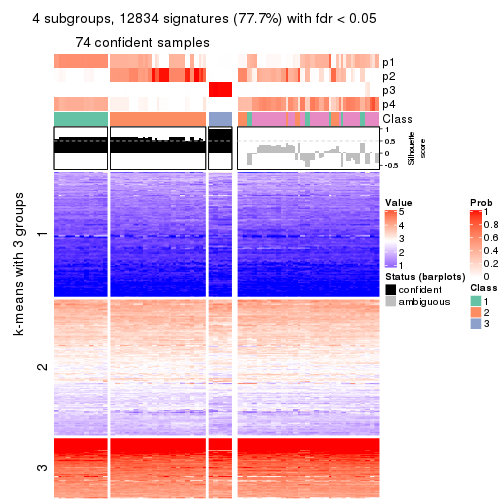 4 subgroups, 12834 signatures (77.7%) with fdr < 0.05
74 confident samples
p1
p2
p3
p4
Class
1
0.5
0
-0.5
Silhouette
score
k-means with 3 groups
1
2
3
Value
5
4
3
2
1
Status (barplots)
confident
ambiguous
Prob
1
0.8
0.6
0.4
0.2
0
Class
1
2
3